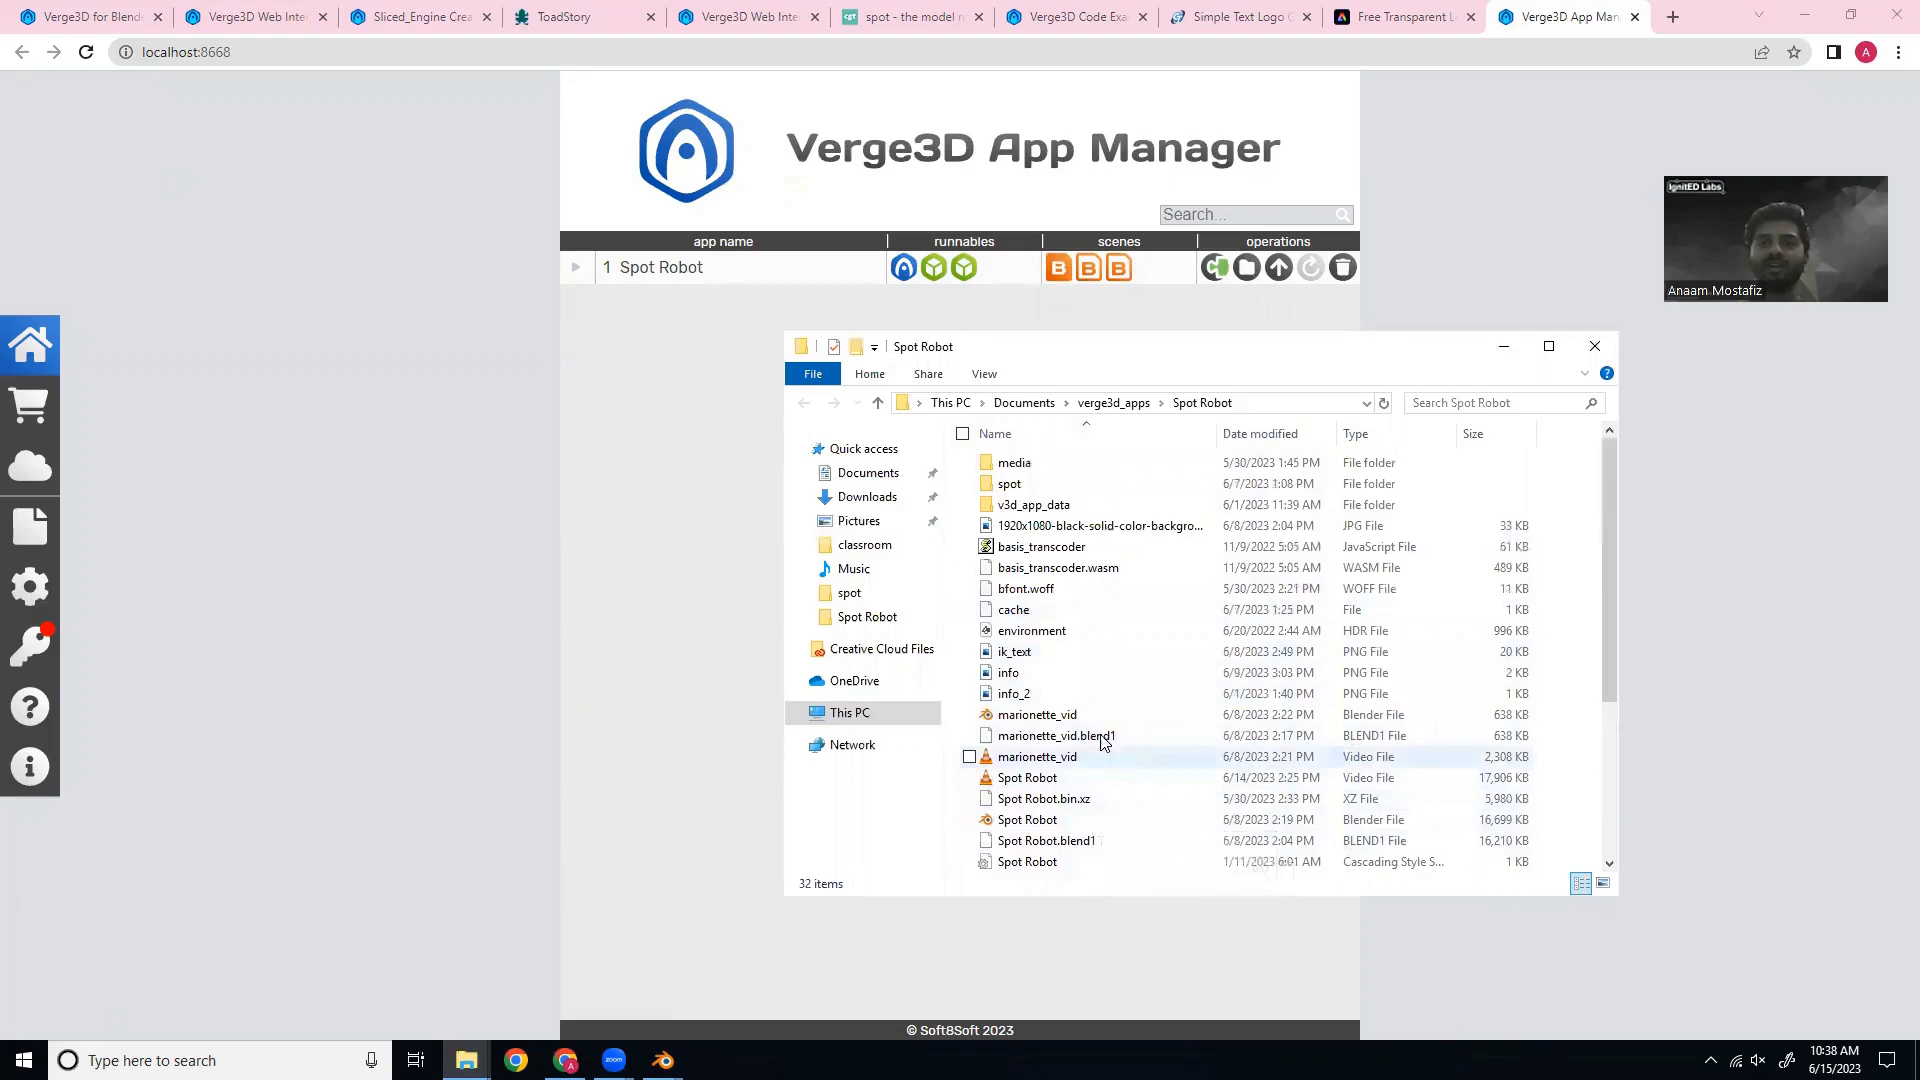 Verge3D for Blende
Verge3D Web Inte
Sliced_Engine Crea
ToadStory
Verge3D Web Inte
spot - the model r
Verge3D Code Exa
Simple Text Logo G
Free Transparent L
Verge3D App Man
localhost:8668
A
Verge3D App Manager
Search...
app name
runnables
scenes
operations
1 Spot Robot
B B B
IgnitED Labs
Anaam Mostafiz
Spot Robot
File Home Share View
This PC > Documents > verge3d_apps > Spot Robot
Search Spot Robot
Name Date modified Type Size
Quick access
Documents
Downloads
Pictures
classroom
Music
spot
Spot Robot
Creative Cloud Files
OneDrive
This PC
Network
media 5/30/2023 1:45 PM File folder
spot 6/7/2023 1:08 PM File folder
v3d_app_data 6/1/2023 11:39 AM File folder
1920x1080-black-solid-color-backgro... 6/8/2023 2:04 PM JPG File 33 KB
basis_transcoder 11/9/2022 5:05 AM JavaScript File 61 KB
basis_transcoder.wasm 11/9/2022 5:05 AM WASM File 489 KB
bfont.woff 5/30/2023 2:21 PM WOFF File 11 KB
cache 6/7/2023 1:25 PM File 1 KB
environment 6/20/2022 2:44 AM HDR File 996 KB
ik_text 6/8/2023 2:49 PM PNG File 20 KB
info 6/9/2023 3:03 PM PNG File 2 KB
info_2 6/1/2023 1:40 PM PNG File 1 KB
marionette_vid 6/8/2023 2:22 PM Blender File 638 KB
marionette_vid.blend1 6/8/2023 2:17 PM BLEND1 File 638 KB
marionette_vid 6/8/2023 2:21 PM Video File 2,308 KB
Spot Robot 6/14/2023 2:25 PM Video File 17,906 KB
Spot Robot.bin.xz 5/30/2023 2:33 PM XZ File 5,980 KB
Spot Robot 6/8/2023 2:19 PM Blender File 16,699 KB
Spot Robot.blend1 6/8/2023 2:04 PM BLEND1 File 16,210 KB
Spot Robot 1/11/2023 6:01 AM Cascading Style S... 1 KB
32 items
© Soft8Soft 2023
Type here to search
zoom
10:38 AM
6/15/2023